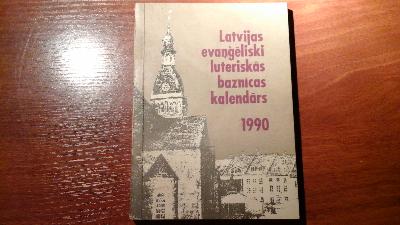 Latvijas
evaņģēliski
luteriskās
baznīcas
kalendārs
1990